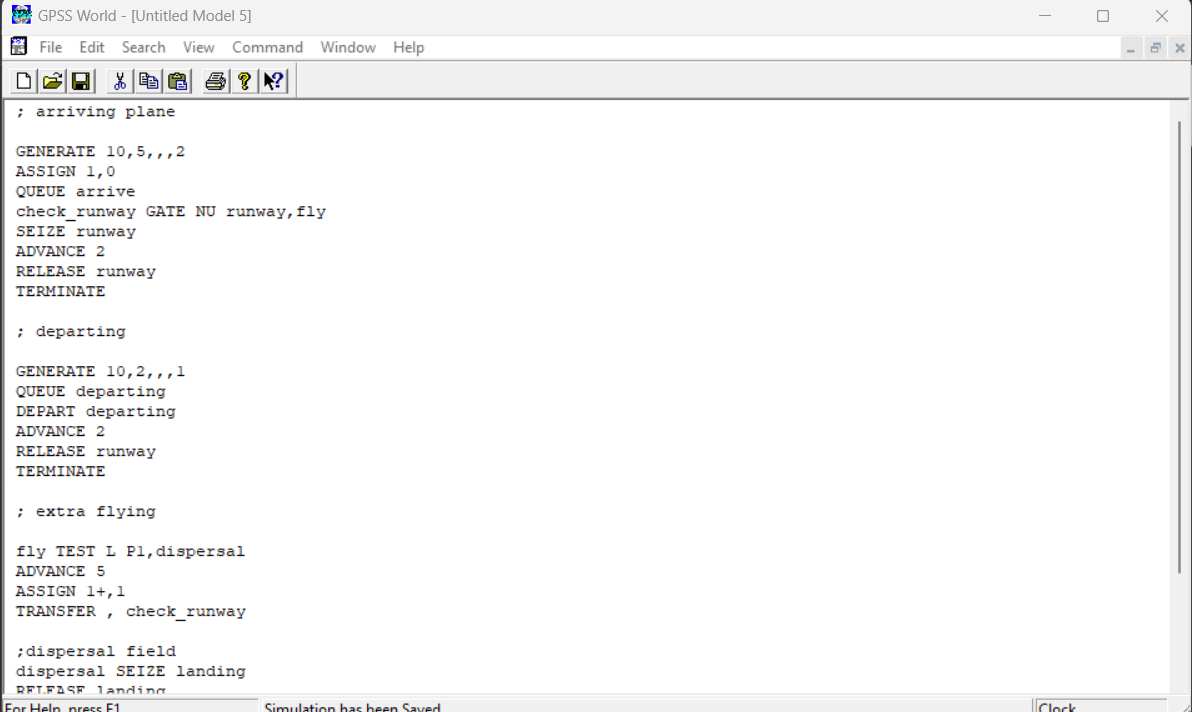 GPSS World - [Untitled Model 5]
File Edit Search View Command Window Help
; arriving plane
GENERATE 10,5,,,2
ASSIGN 1,0
QUEUE arrive
check_runway GATE NU runway,fly
SEIZE runway
ADVANCE 2
RELEASE runway
TERMINATE
; departing
GENERATE 10,2,,,1
QUEUE departing
DEPART departing
ADVANCE 2
RELEASE runway
TERMINATE
; extra flying
fly TEST L P1,dispersal
ADVANCE 5
ASSIGN 1+,1
TRANSFER , check_runway
;dispersal field
dispersal SEIZE landing
RELEASE landing
For Help, press F1 Simulation has been Saved. Clock